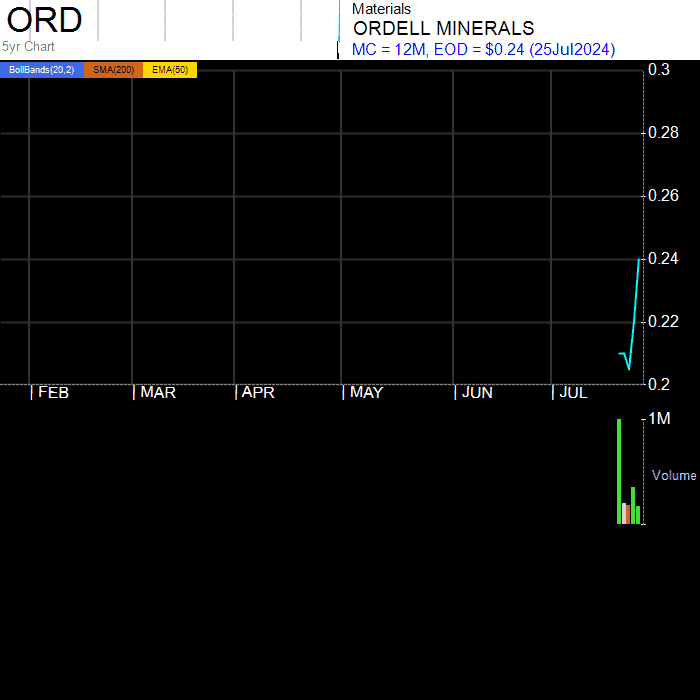 ORD
5yr Chart
Materials
ORDELL MINERALS
MC = 12M, EOD = $0.24 (25Jul2024)
BollBands(20,2) SMA(200) EMA(50)
0.3
0.28
0.26
0.24
0.22
0.2
FEB MAR APR MAY JUN JUL
1M
Volume